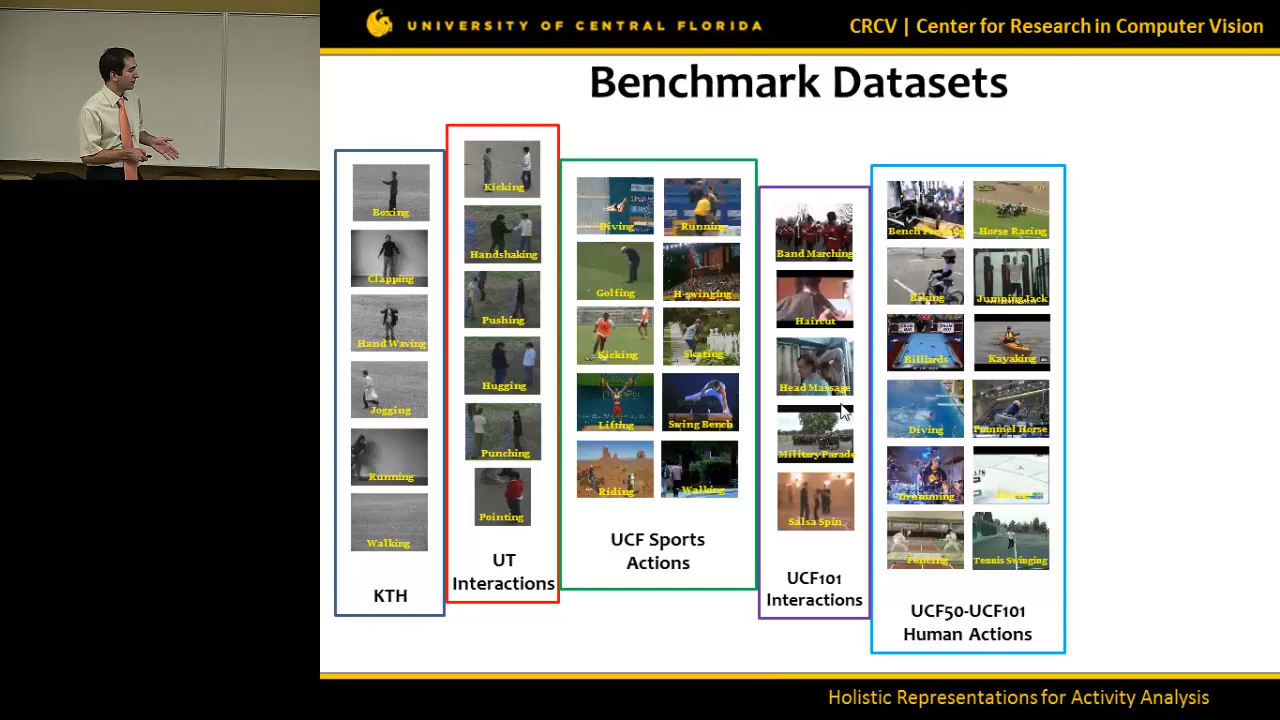 UNIVERSITY OF CENTRAL FLORIDA
CRCV | Center for Research in Computer Vision
Benchmark Datasets
Boxing
Clapping
Hand Waving
Jogging
Running
Walking
KTH
Kicking
Handshaking
Pushing
Hugging
Punching
Pointing
UT
Interactions
Diving
Running
Golfing
H-swinging
Kicking
Skating
Lifting
Swing Bench
Riding
Walking
UCF Sports
Actions
Band Marching
Haircut
Head Massage
Military Parade
Salsa Spin
UCF101
Interactions
Bench Pressing
Horse Racing
Biking
Jumping Jack
Billiards
Kayaking
Diving
Pommel Horse
Drumming
Fencing
Tennis Swinging
UCF50-UCF101
Human Actions
Holistic Representations for Activity Analysis